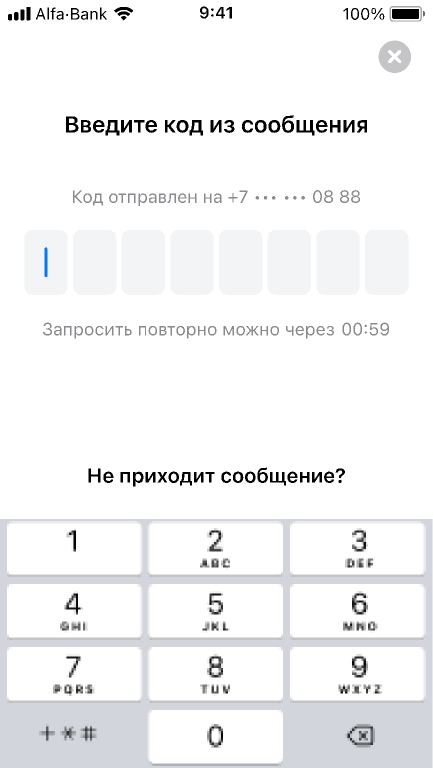 Alfa-Bank 9:41 100%
Введите код из сообщения
Код отправлен на +7 ••• ••• 08 88
Запросить повторно можно через 00:59
Не приходит сообщение?
1 2 3
ABC DEF
4 5 6
GHI JKL MNO
7 8 9
PQRS TUV WXYZ
+*# 0